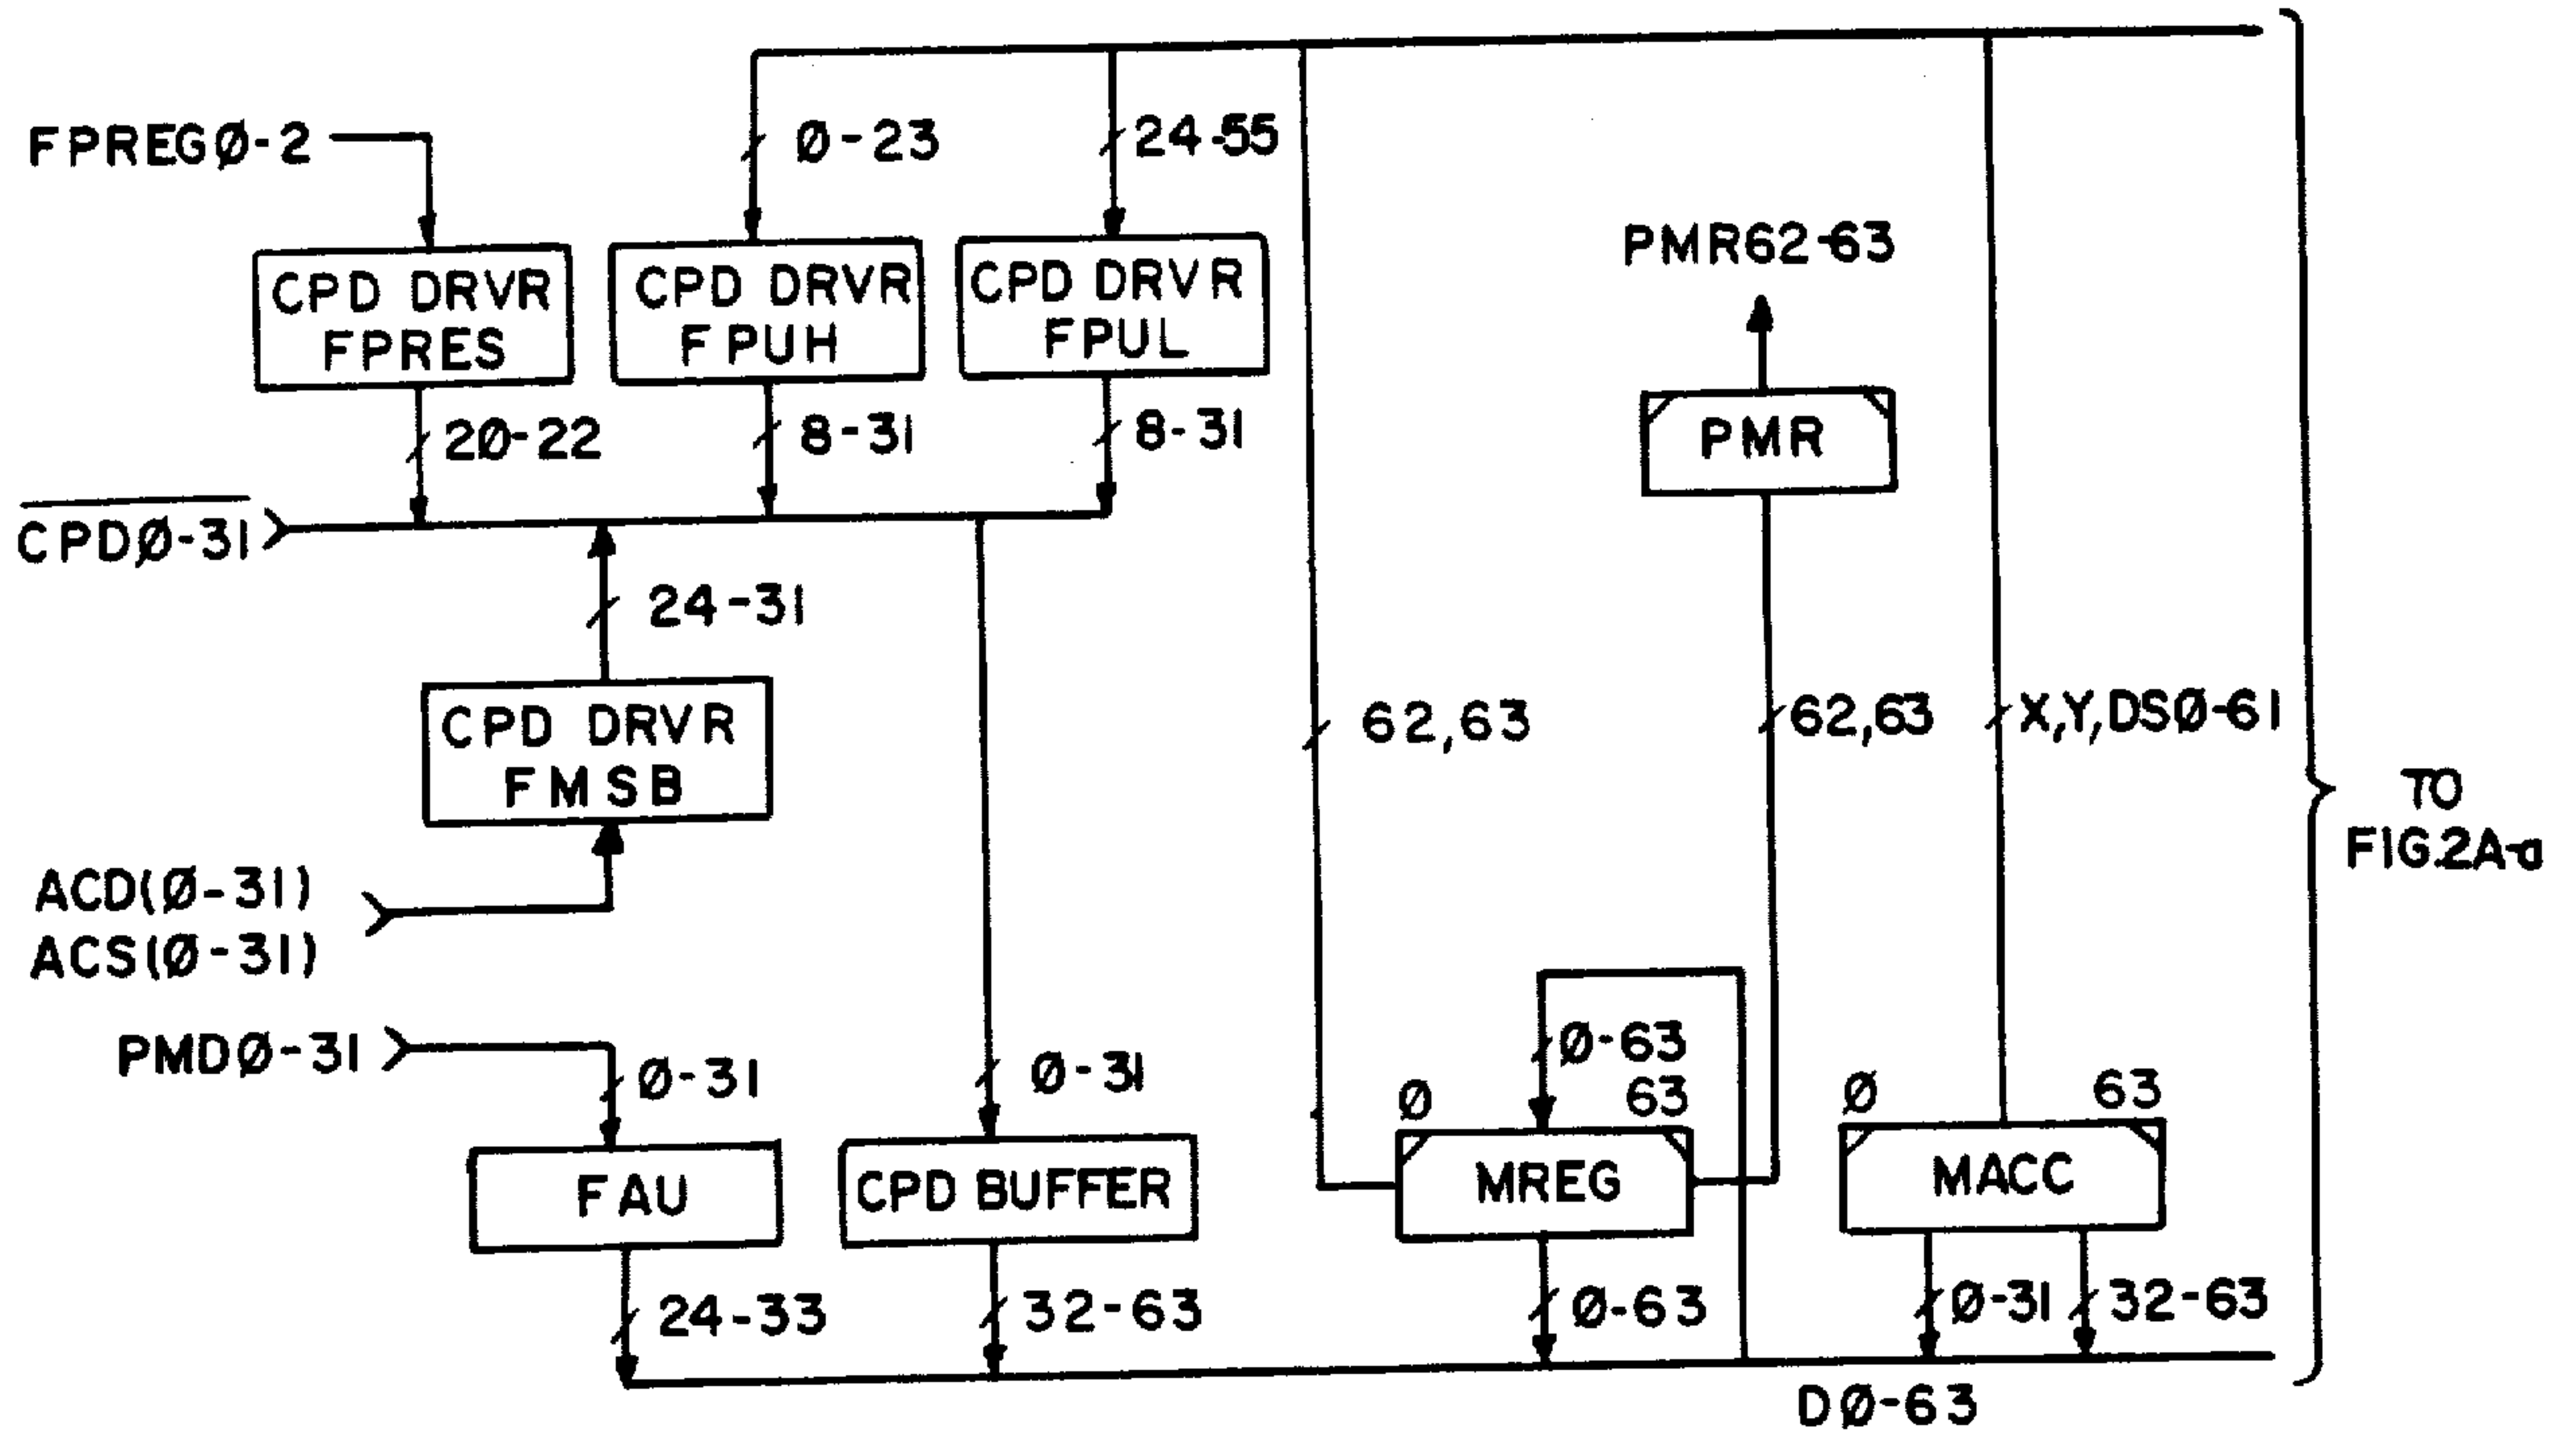 FPREGØ-2
Ø-23
24-55
PMR62-63
CPD DRVR
FPRES
CPD DRVR
FPUH
CPD DRVR
FPUL
PMR
20-22
8-31
8-31
CPDØ-31
24-31
CPD DRVR
FMSB
62,63
62,63
X,Y,DSØ-61
TO
FIG.2A-a
ACD(Ø-31)
ACS(Ø-31)
PMDØ-31
Ø-31
Ø-31
Ø-63
Ø
63
Ø
63
FAU
CPD BUFFER
MREG
MACC
24-33
32-63
Ø-63
Ø-31
32-63
DØ-63